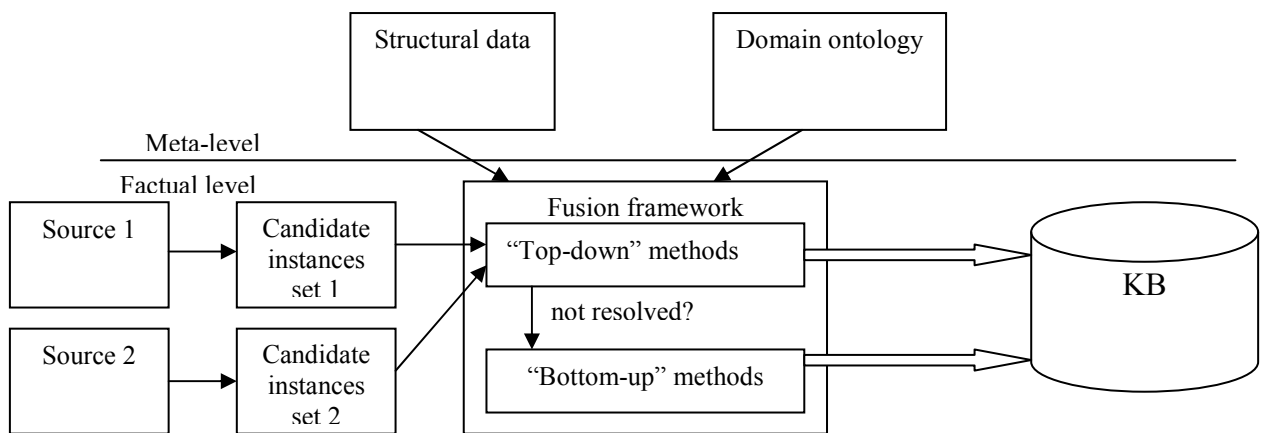 Structural data
Domain ontology
Meta-level
Factual level
Source 1
Candidate
instances
set 1
Fusion framework
“Top-down” methods
not resolved?
“Bottom-up” methods
KB
Source 2
Candidate
instances
set 2